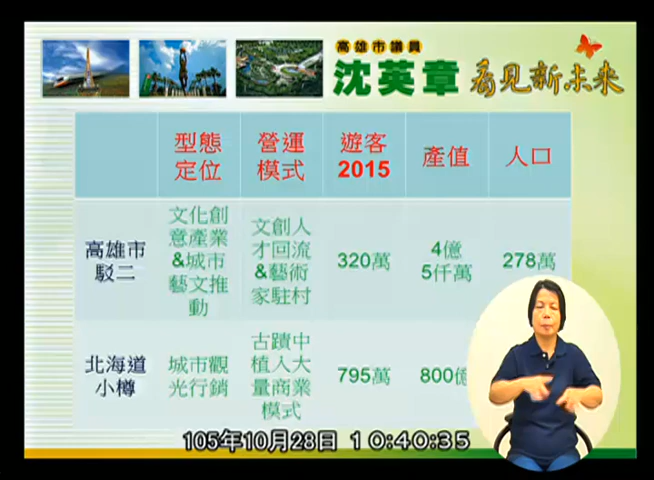 高雄市議員
沈英章 看見新未來
型態
定位
營運
模式
遊客
2015
產值
人口
高雄市
駁二
文化創
意產業
&城市
藝文推
動
文創人
才回流
&藝術
家駐村
320萬
4億
5仟萬
278萬
北海道
小樽
城市觀
光行銷
古蹟中
植入大
量商業
模式
795萬
800億
105年10月28日 10:40:35